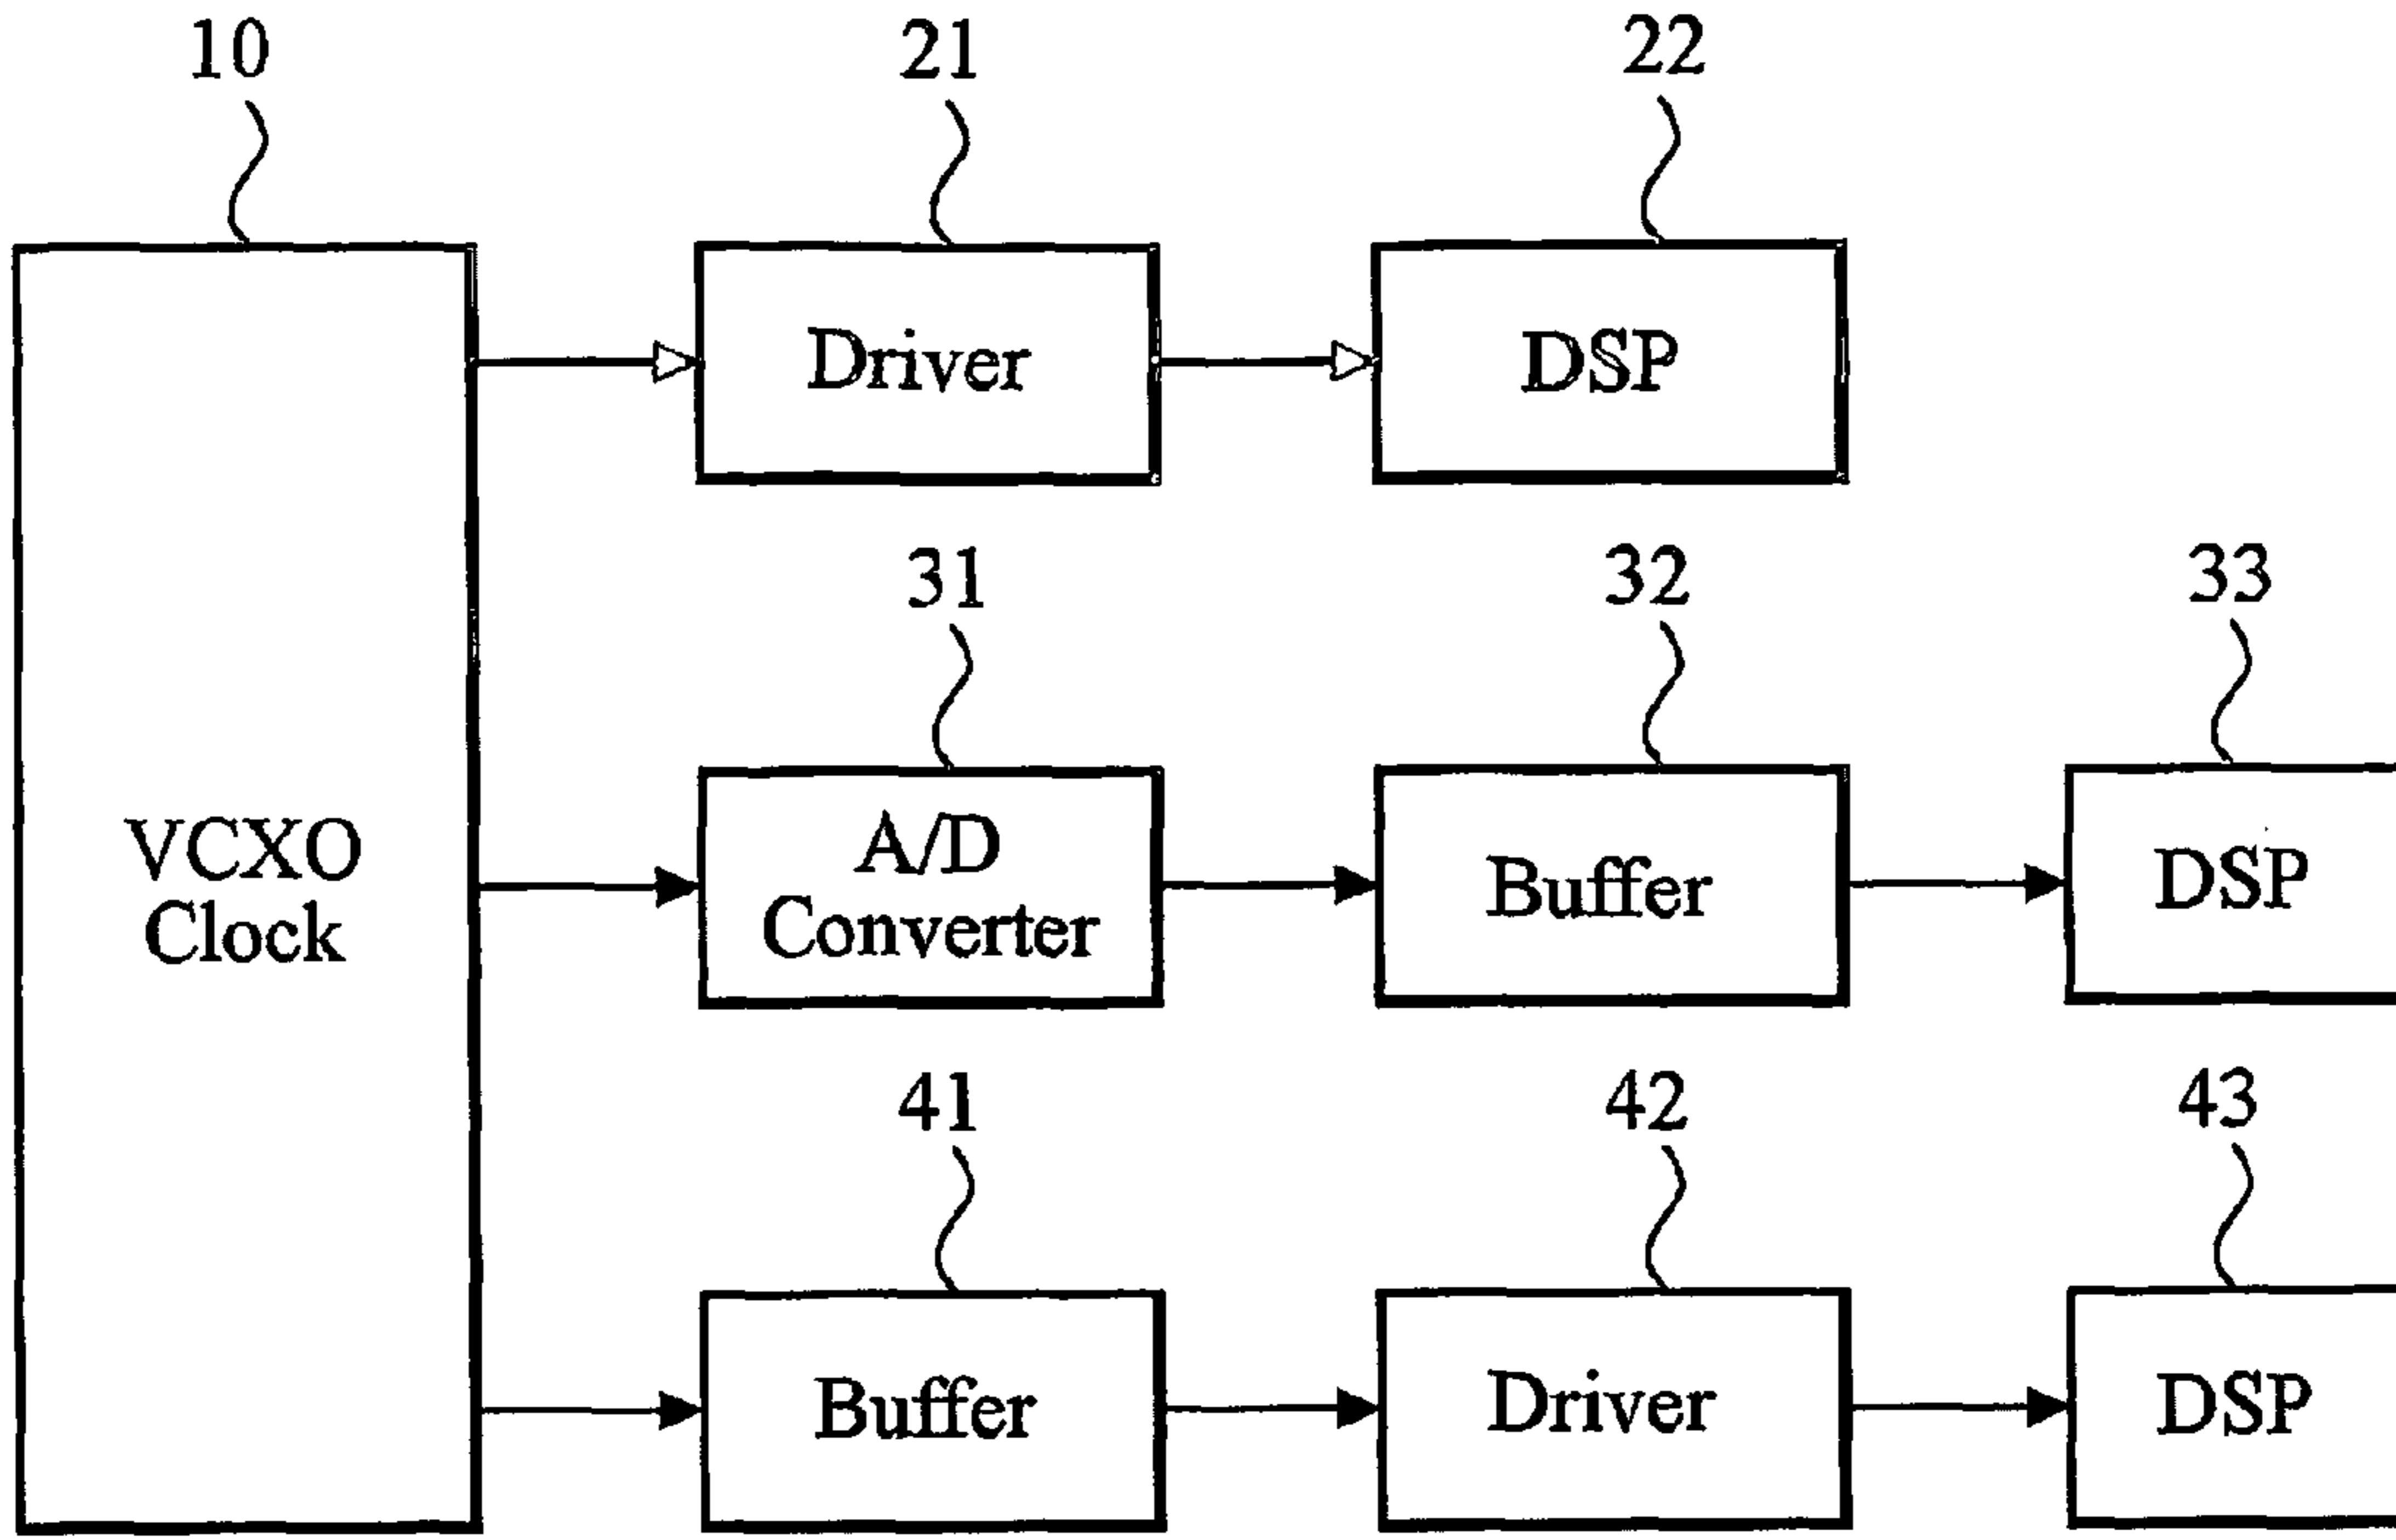 10
21
22
Driver
DSP
31
32
33
VCXO
Clock
A/D
Converter
Buffer
DSP
41
42
43
Buffer
Driver
DSP